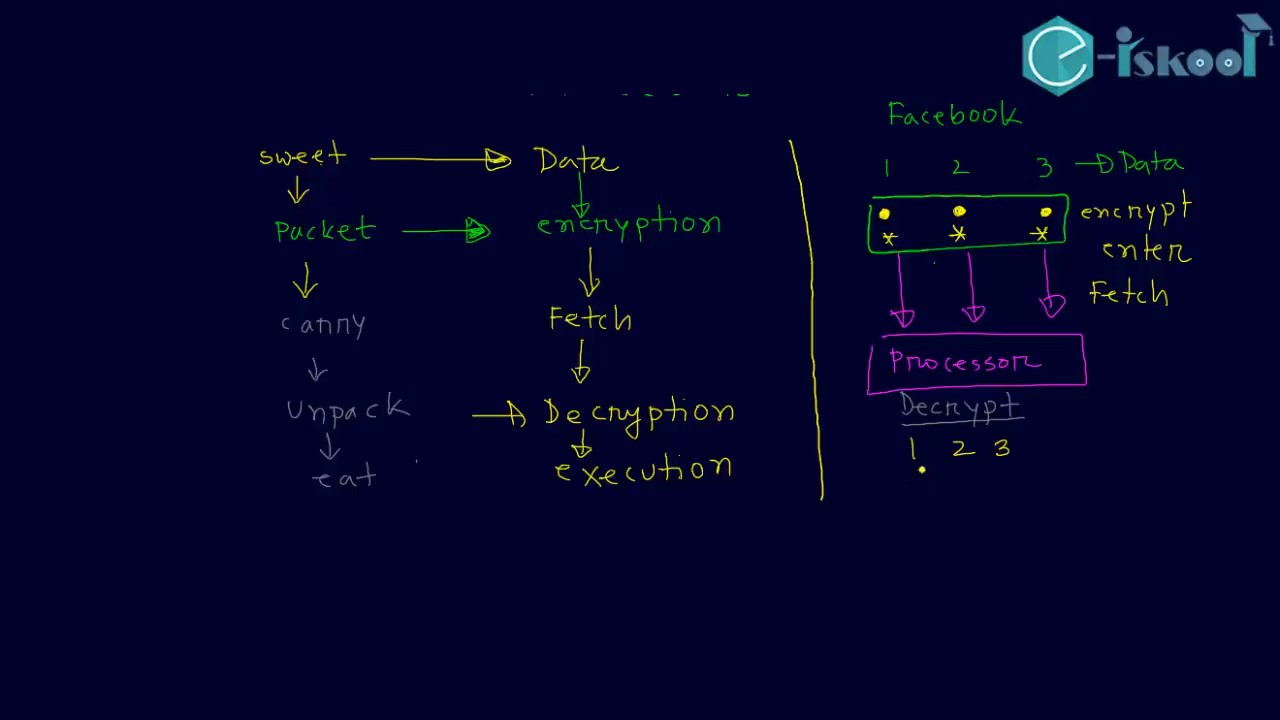 e-iskool
sweet → Data
Packet → encryption
carry Fetch
unpack → Decryption
eat execution
Facebook
1 2 3 → Data
encrypt
* * * enter
Fetch
Processor
Decrypt
1 2 3